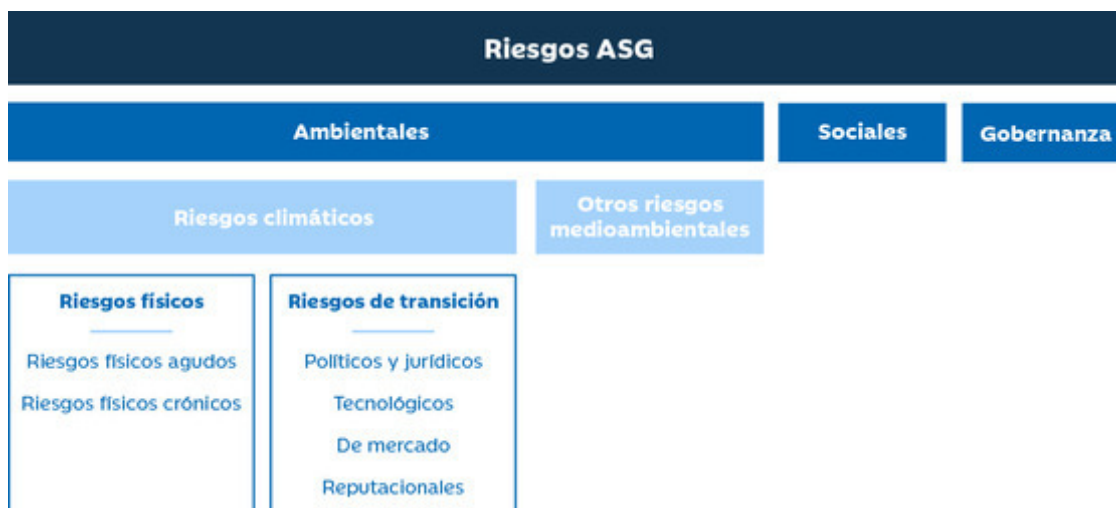 Riesgos ASG
Ambientales
Sociales
Gobernanza
Riesgos climáticos
Otros riesgos
medioambientales
Riesgos físicos
Riesgos físicos agudos
Riesgos físicos crónicos
Riesgos de transición
Políticos y jurídicos
Tecnológicos
De mercado
Reputacionales